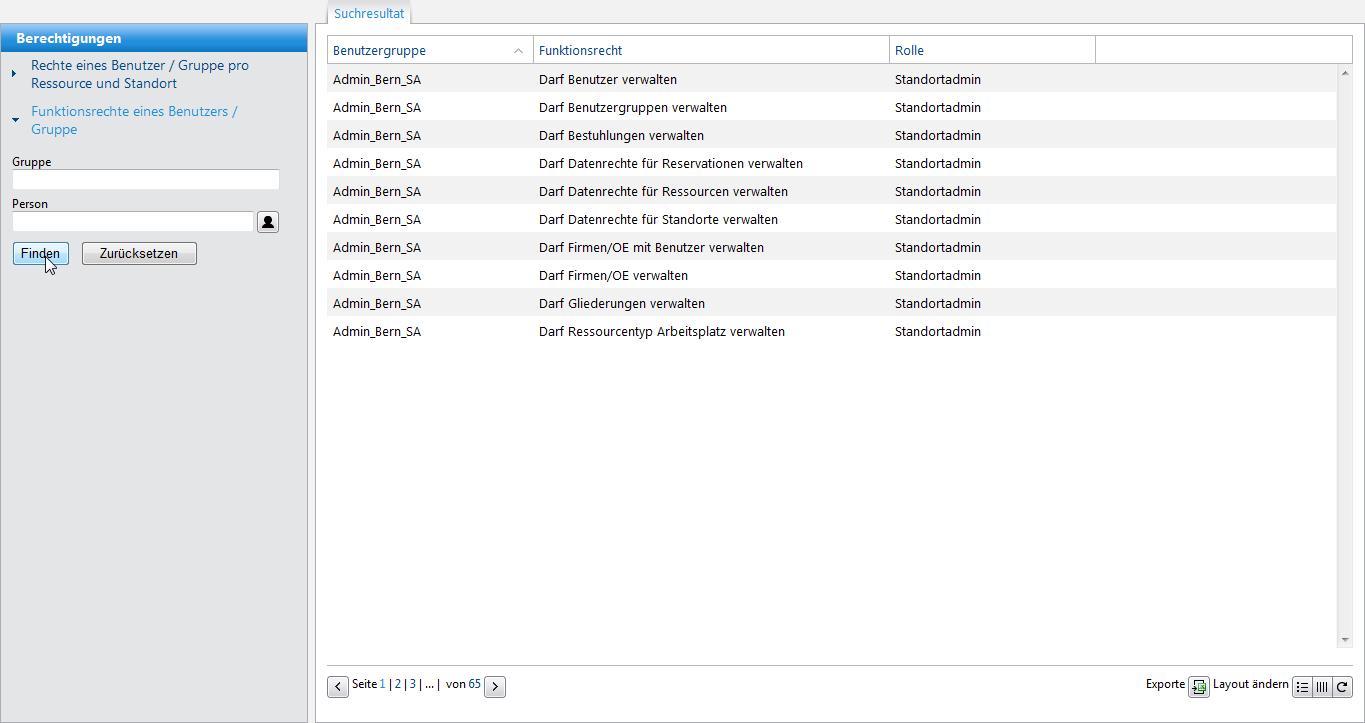 Suchresultat
Berechtigungen
Rechte eines Benutzer / Gruppe pro
Ressource und Standort
Funktionsrechte eines Benutzers /
Gruppe
Gruppe
Person
Finden Zurücksetzen
Benutzergruppe Funktionsrecht Rolle
Admin_Bern_SA Darf Benutzer verwalten Standortadmin
Admin_Bern_SA Darf Benutzergruppen verwalten Standortadmin
Admin_Bern_SA Darf Bestuhlungen verwalten Standortadmin
Admin_Bern_SA Darf Datenrechte für Reservationen verwalten Standortadmin
Admin_Bern_SA Darf Datenrechte für Ressourcen verwalten Standortadmin
Admin_Bern_SA Darf Datenrechte für Standorte verwalten Standortadmin
Admin_Bern_SA Darf Firmen/OE mit Benutzer verwalten Standortadmin
Admin_Bern_SA Darf Firmen/OE verwalten Standortadmin
Admin_Bern_SA Darf Gliederungen verwalten Standortadmin
Admin_Bern_SA Darf Ressourcentyp Arbeitsplatz verwalten Standortadmin
Seite 1 | 2 | 3 | ... | von 65 Exporte Layout ändern